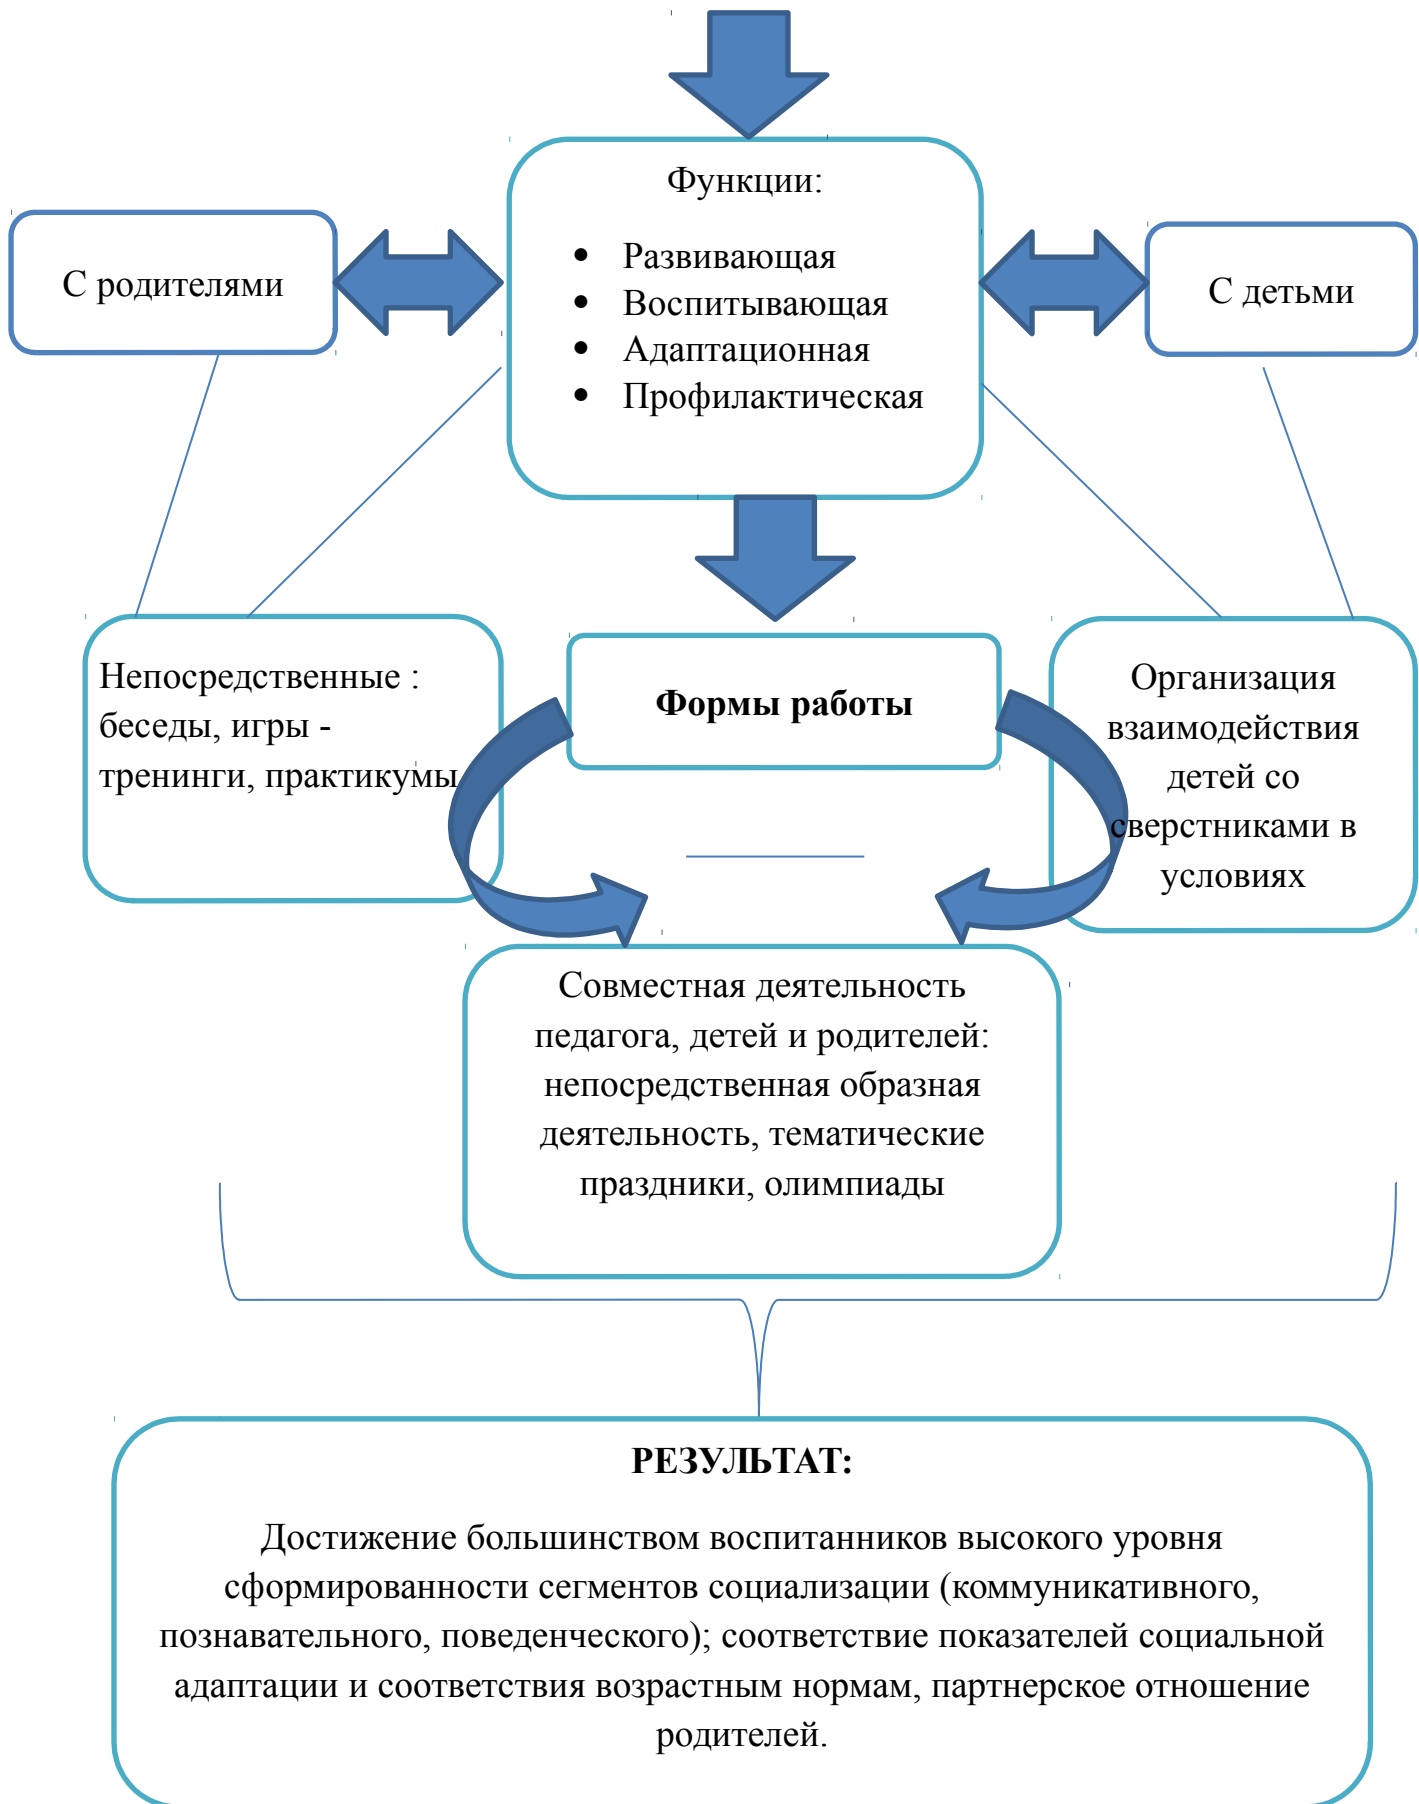 Функции:
С родителями
• Развивающая
• Воспитывающая
• Адаптационная
• Профилактическая
С детьми
Непосредственные :
беседы, игры -
тренинги, практикумы
Формы работы
Организация
взаимодействия
детей со
сверстниками в
условиях
Совместная деятельность
педагога, детей и родителей:
непосредственная образная
деятельность, тематические
праздники, олимпиады
РЕЗУЛЬТАТ:
Достижение большинством воспитанников высокого уровня
сформированности сегментов социализации (коммуникативного,
познавательного, поведенческого); соответствие показателей социальной
адаптации и соответствия возрастным нормам, партнерское отношение
родителей.